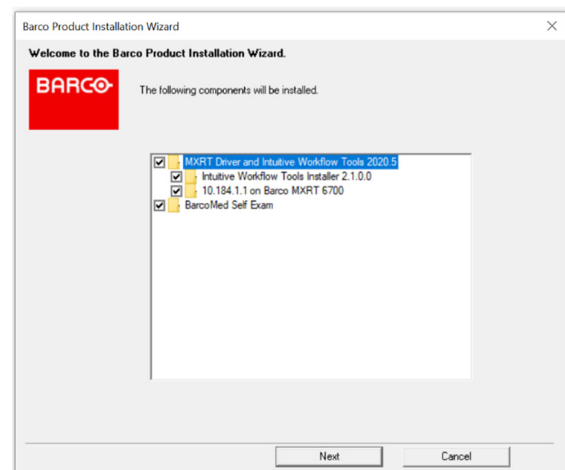 Barco Product Installation Wizard
Welcome to the Barco Product Installation Wizard.
BARCO
The following components will be installed.
MXRT Driver and Intuitive Workflow Tools 2020.5
Intuitive Workflow Tools Installer 2.1.0.0
10.184.1.1 on Barco MXRT 6700
BarcoMed Self Exam
Next
Cancel